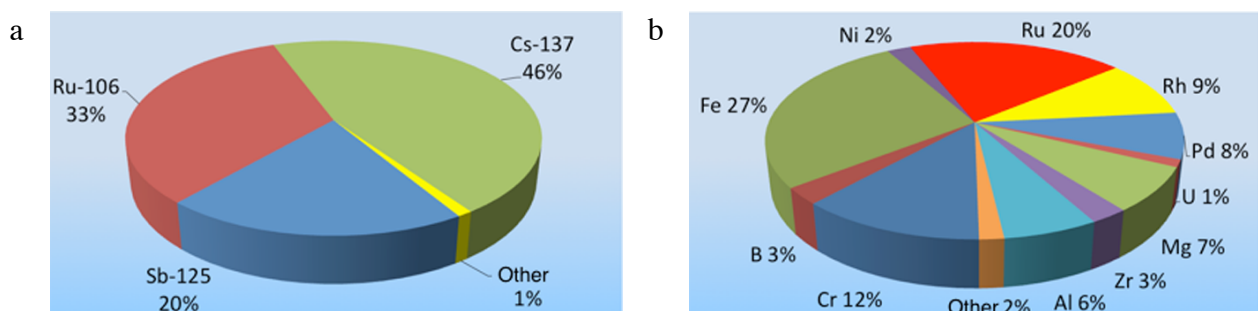 a
Cs-137
46%
Ru-106
33%
Sb-125
20%
Other
1%
b
Ni 2%
Ru 20%
Rh 9%
Fe 27%
Pd 8%
U 1%
Mg 7%
Zr 3%
B 3%
Cr 12%
Other 2%
Al 6%